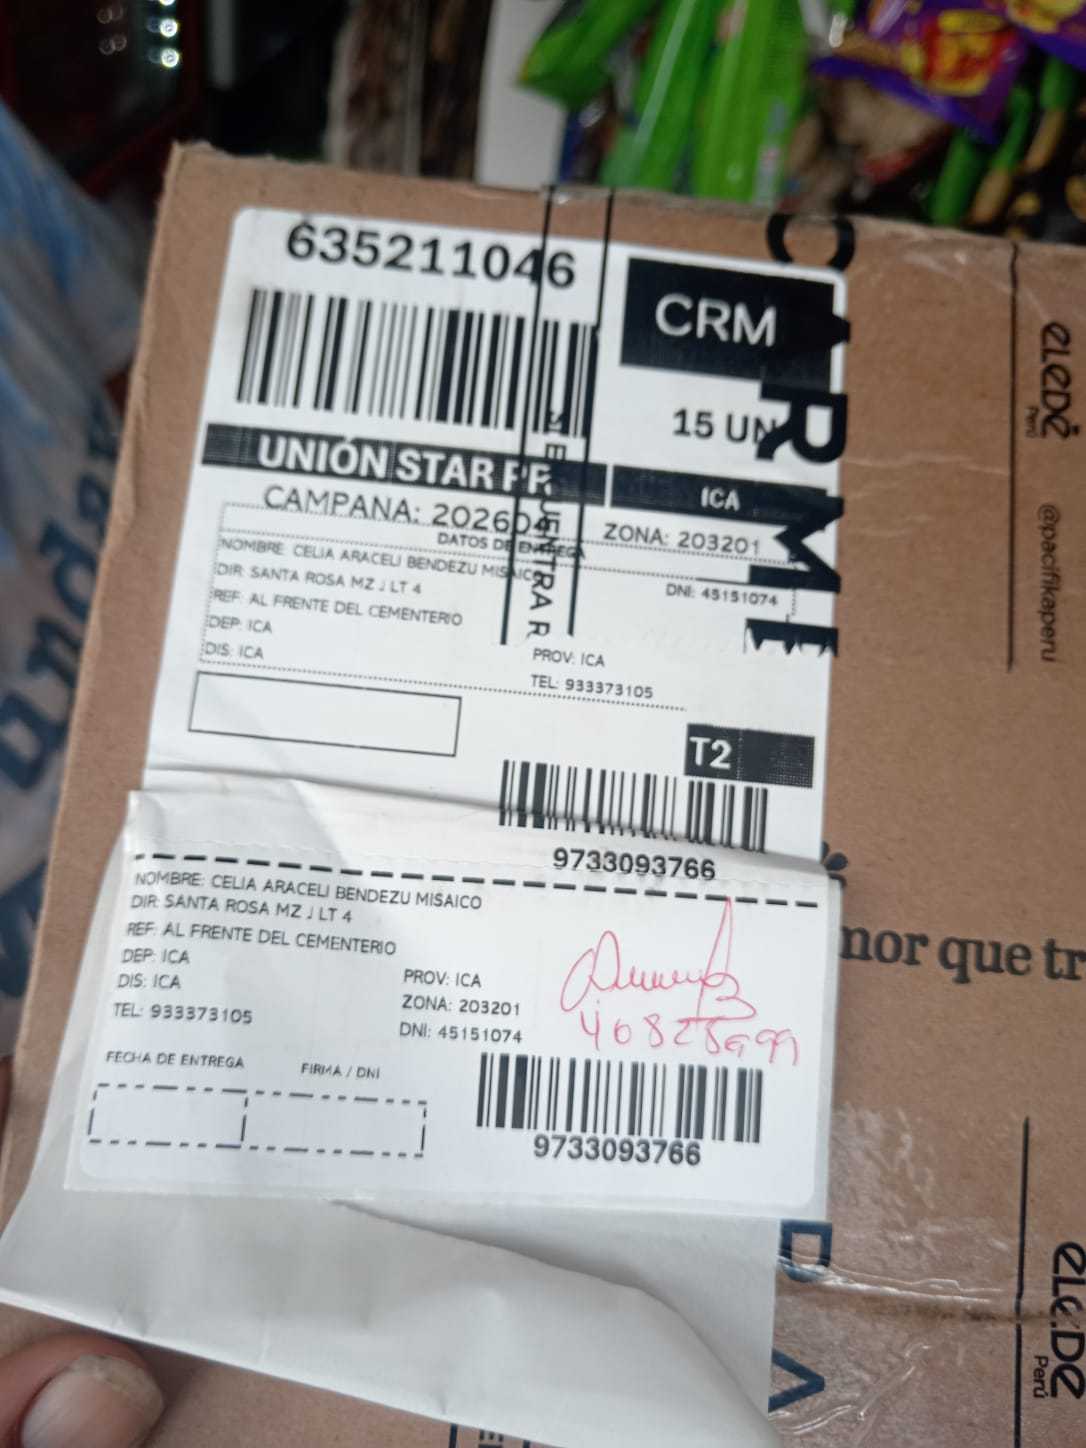 635211046
CRM
15 UN
UNIÓN STAR
ICA
CAMPANA: 202604
ZONA: 203201
DATOS DE ENTREGA
NOMBRE: CELIA ARACELI BENDEZU MISAICO
DNI: 45151074
DIR: SANTA ROSA MZ J LT 4
REF: AL FRENTE DEL CEMENTERIO
DEP: ICA
DIS: ICA
PROV: ICA
TEL: 933373105
T2
9733093766
NOMBRE: CELIA ARACELI BENDEZU MISAICO
DIR: SANTA ROSA MZ J LT 4
REF: AL FRENTE DEL CEMENTERIO
DEP: ICA
PROV: ICA
DIS: ICA
ZONA: 203201
TEL: 933373105
DNI: 45151074
FECHA DE ENTREGA
FIRMA / DNI
9733093766
mor que tr
eLeDé
Perú
@pacifikaperu
eLeDé
Perú